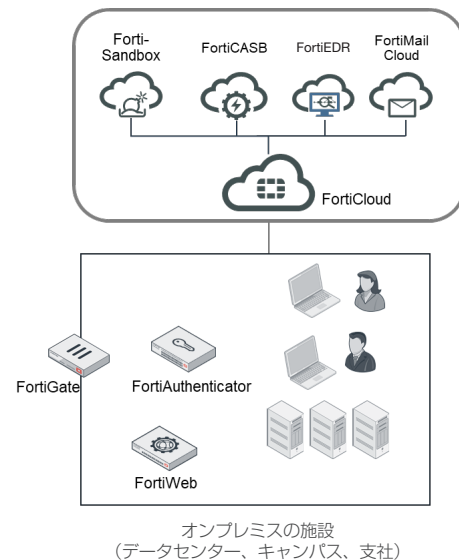 Forti-
Sandbox
FortiCASB
FortiEDR
FortiMail
Cloud
FortiCloud
FortiGate
FortiAuthenticator
FortiWeb
オンプレミスの施設
（データセンター、キャンパス、支社）